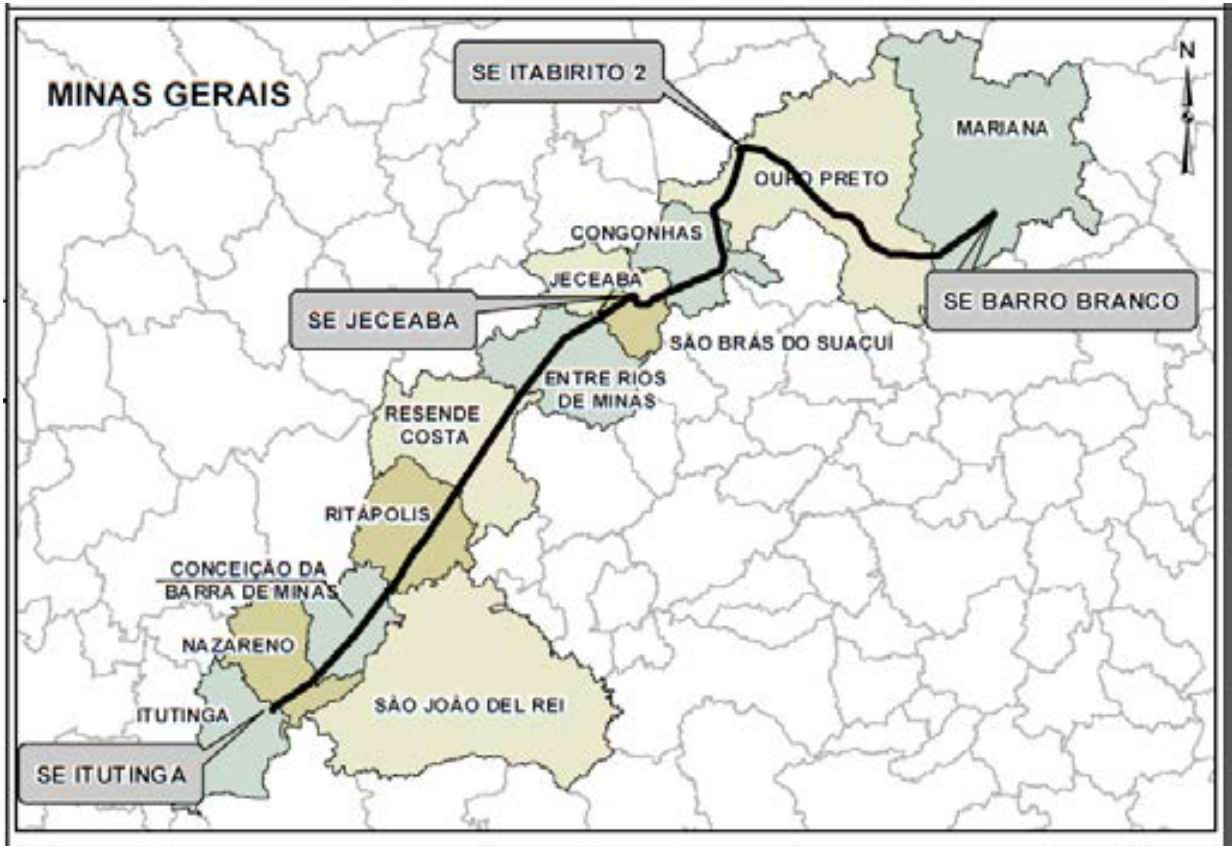 N
SE ITABIRITO 2
MINAS GERAIS
MARIANA
OURO PRETO
CONGONHAS
JECEABA
SE BARRO BRANCO
SE JECEABA
SÃO BRÁS DO SUACUÍ
ENTRE RIOS
DE MINAS
RESENDE
COSTA
RITÁPOLIS
CONCEIÇÃO DA
BARRA DE MINAS
NAZARENO
SÃO JOÃO DEL REI
ITUTINGA
SE ITUTINGA